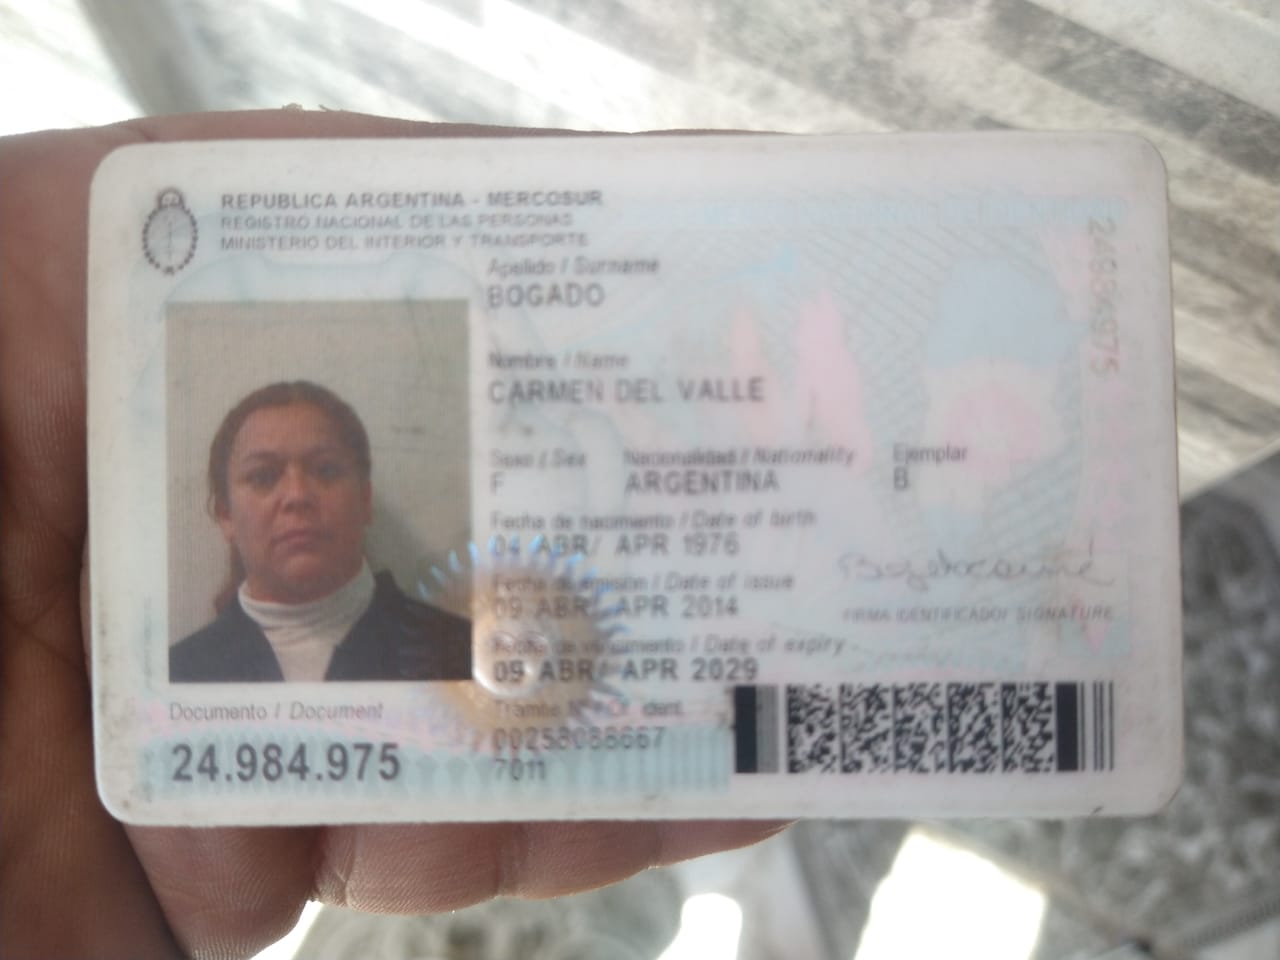 REPUBLICA ARGENTINA - MERCOSUR
REGISTRO NACIONAL DE LAS PERSONAS
MINISTERIO DEL INTERIOR Y TRANSPORTE
Apellido / Surname
BOGADO
Nombre / Name
CARMEN DEL VALLE
Sexo / Sex Nacionalidad / Nationality Ejemplar
F ARGENTINA B
Fecha de nacimiento / Date of birth
04 ABR/ APR 1976
Fecha de emisión / Date of issue
09 ABR/ APR 2014
FIRMA IDENTIFICADO/ SIGNATURE
Fecha de vencimiento / Date of expiry
09 ABR/ APR 2029
Documento / Document
24.984.975
Trámite Nº / Of. ident.
00258088667
7011
24984975